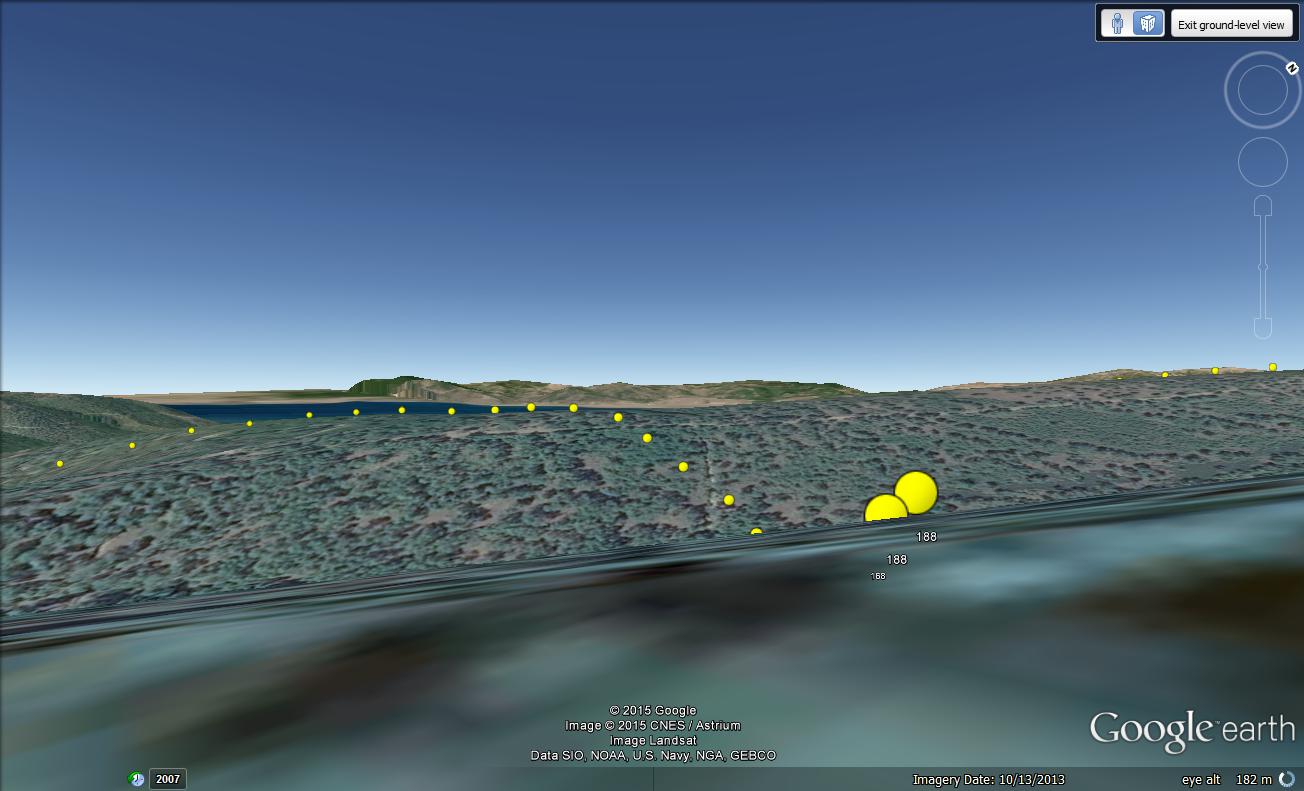 Exit ground-level view
N
188
188
168
© 2015 Google
Image © 2015 CNES / Astrium
Image Landsat
Data SIO, NOAA, U.S. Navy, NGA, GEBCO
Google earth
2007
Imagery Date: 10/13/2013
eye alt 182 m